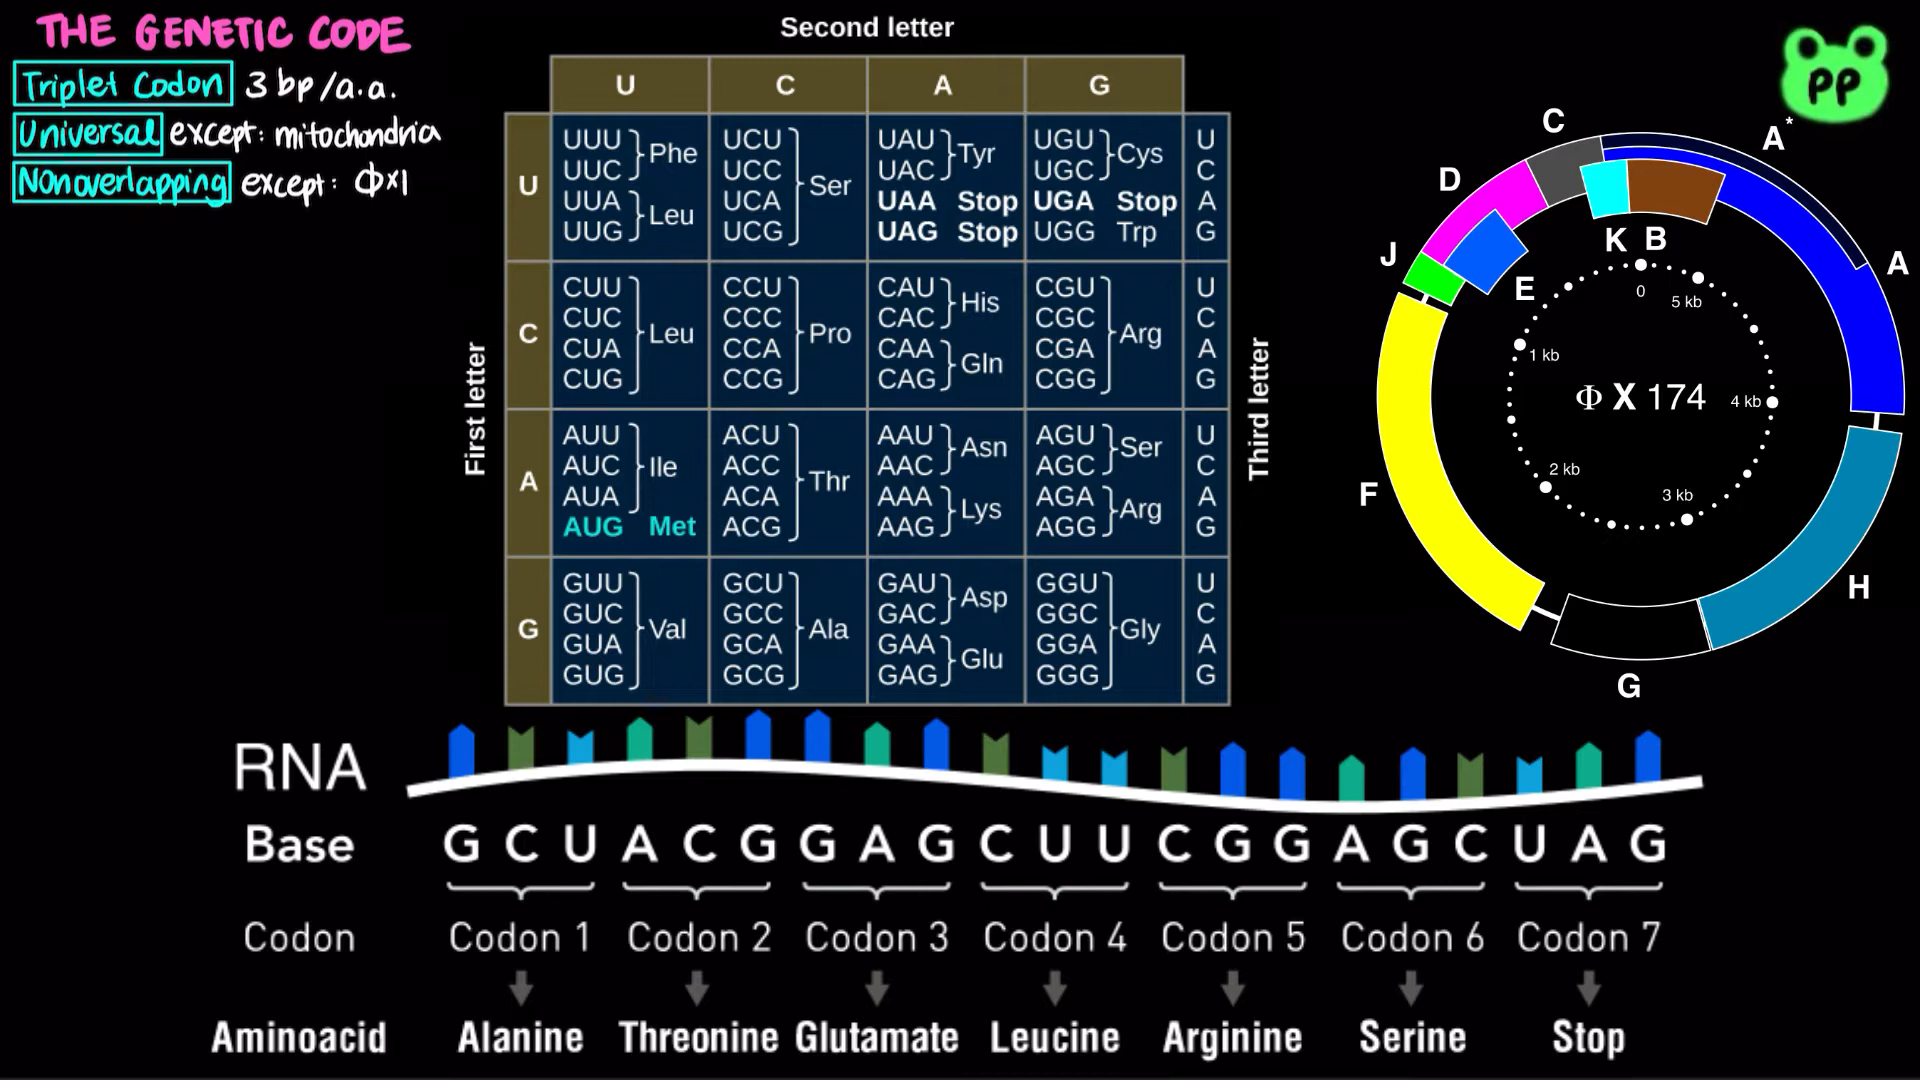 THE GENETIC CODE
Triplet Codon 3 bp/a.a.
Universal except: mitochondria
Nonoverlapping except: ΦX1
Second letter
U C A G
First letter
Third letter
U
UUU
UUC
Phe
UUA
UUG
Leu
UCU
UCC
UCA
UCG
Ser
UAU
UAC
Tyr
UAA Stop
UAG Stop
UGU
UGC
Cys
UGA Stop
UGG Trp
U
C
A
G
C
CUU
CUC
CUA
CUG
Leu
CCU
CCC
CCA
CCG
Pro
CAU
CAC
His
CAA
CAG
Gln
CGU
CGC
CGA
CGG
Arg
U
C
A
G
A
AUU
AUC
AUA
Ile
AUG Met
ACU
ACC
ACA
ACG
Thr
AAU
AAC
Asn
AAA
AAG
Lys
AGU
AGC
Ser
AGA
AGG
Arg
U
C
A
G
G
GUU
GUC
GUA
GUG
Val
GCU
GCC
GCA
GCG
Ala
GAU
GAC
Asp
GAA
GAG
Glu
GGU
GGC
GGA
GGG
Gly
U
C
A
G
PP
C
A*
D
K B
J
A
E
0
5 kb
1 kb
Φ X 174
4 kb
2 kb
3 kb
F
H
G
RNA
Base G C U A C G G A G C U U C G G A G C U A G
Codon Codon 1 Codon 2 Codon 3 Codon 4 Codon 5 Codon 6 Codon 7
Aminoacid Alanine Threonine Glutamate Leucine Arginine Serine Stop